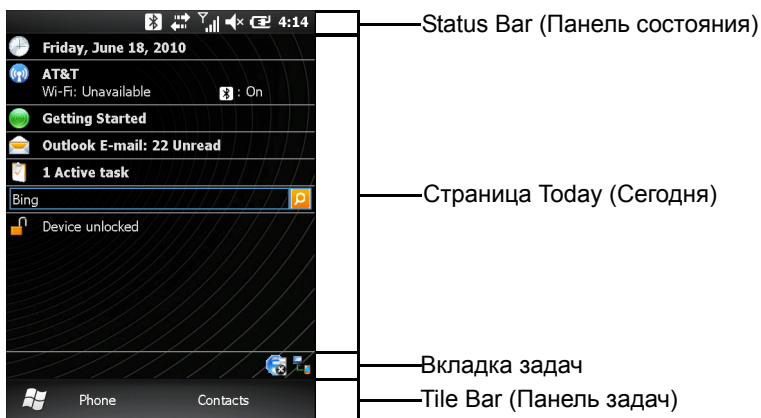 4:14
Status Bar (Панель состояния)
Friday, June 18, 2010
AT&T
Wi-Fi: Unavailable : On
Getting Started
Outlook E-mail: 22 Unread
1 Active task
Bing
Страница Today (Сегодня)
Device unlocked
Вкладка задач
Phone Contacts
Tile Bar (Панель задач)